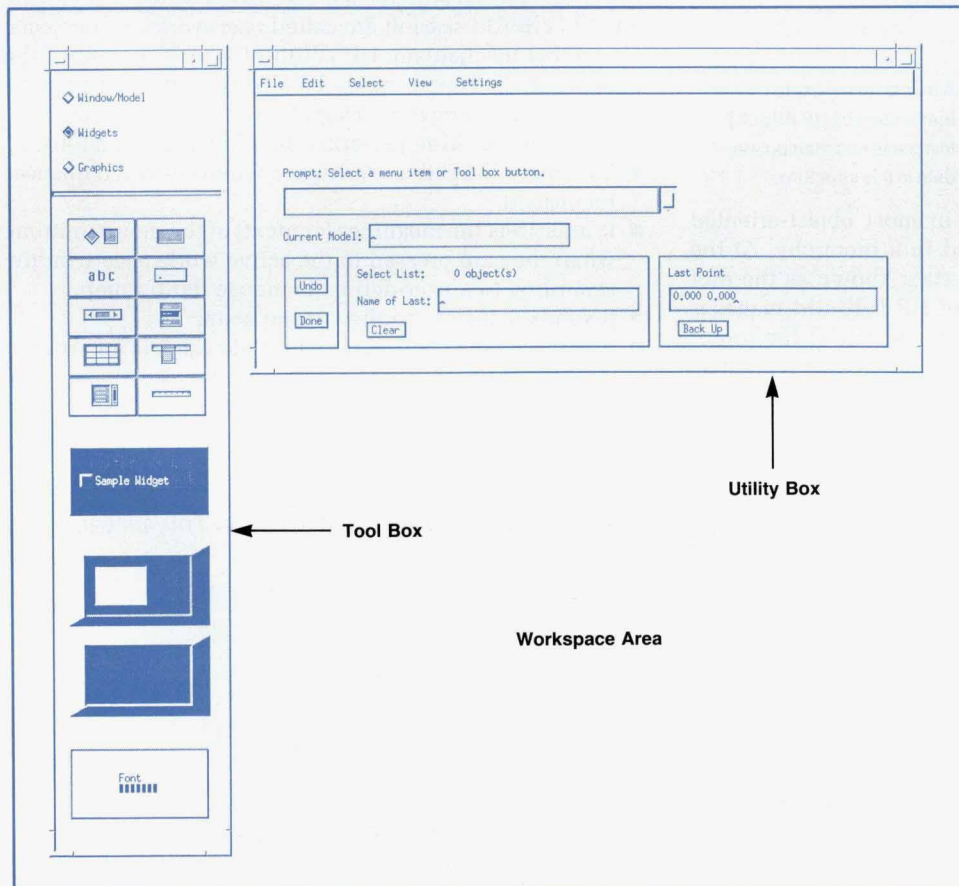 Window/Model
Widgets
Graphics
abc
Sample Widget
Font
File Edit Select View Settings
Prompt: Select a menu item or Tool box button.
Current Model:
Undo
Done
Select List: 0 object(s)
Name of Last:
Clear
Last Point
0,000 0,000
Back Up
Utility Box
Tool Box
Workspace Area